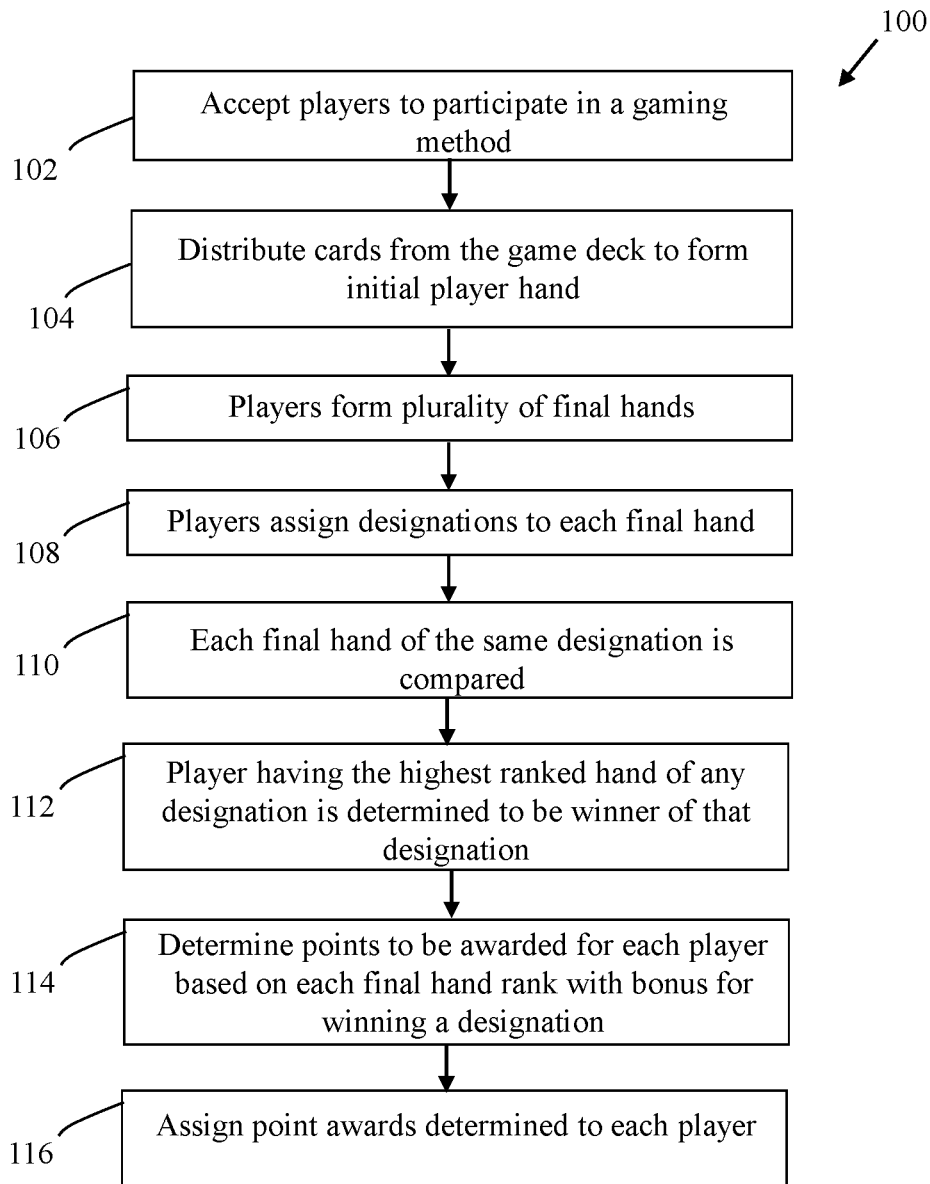 100
Accept players to participate in a gaming
method
102
Distribute cards from the game deck to form
initial player hand
104
Players form plurality of final hands
106
Players assign designations to each final hand
108
Each final hand of the same designation is
compared
110
Player having the highest ranked hand of any
designation is determined to be winner of that
designation
112
Determine points to be awarded for each player
based on each final hand rank with bonus for
winning a designation
114
Assign point awards determined to each player
116